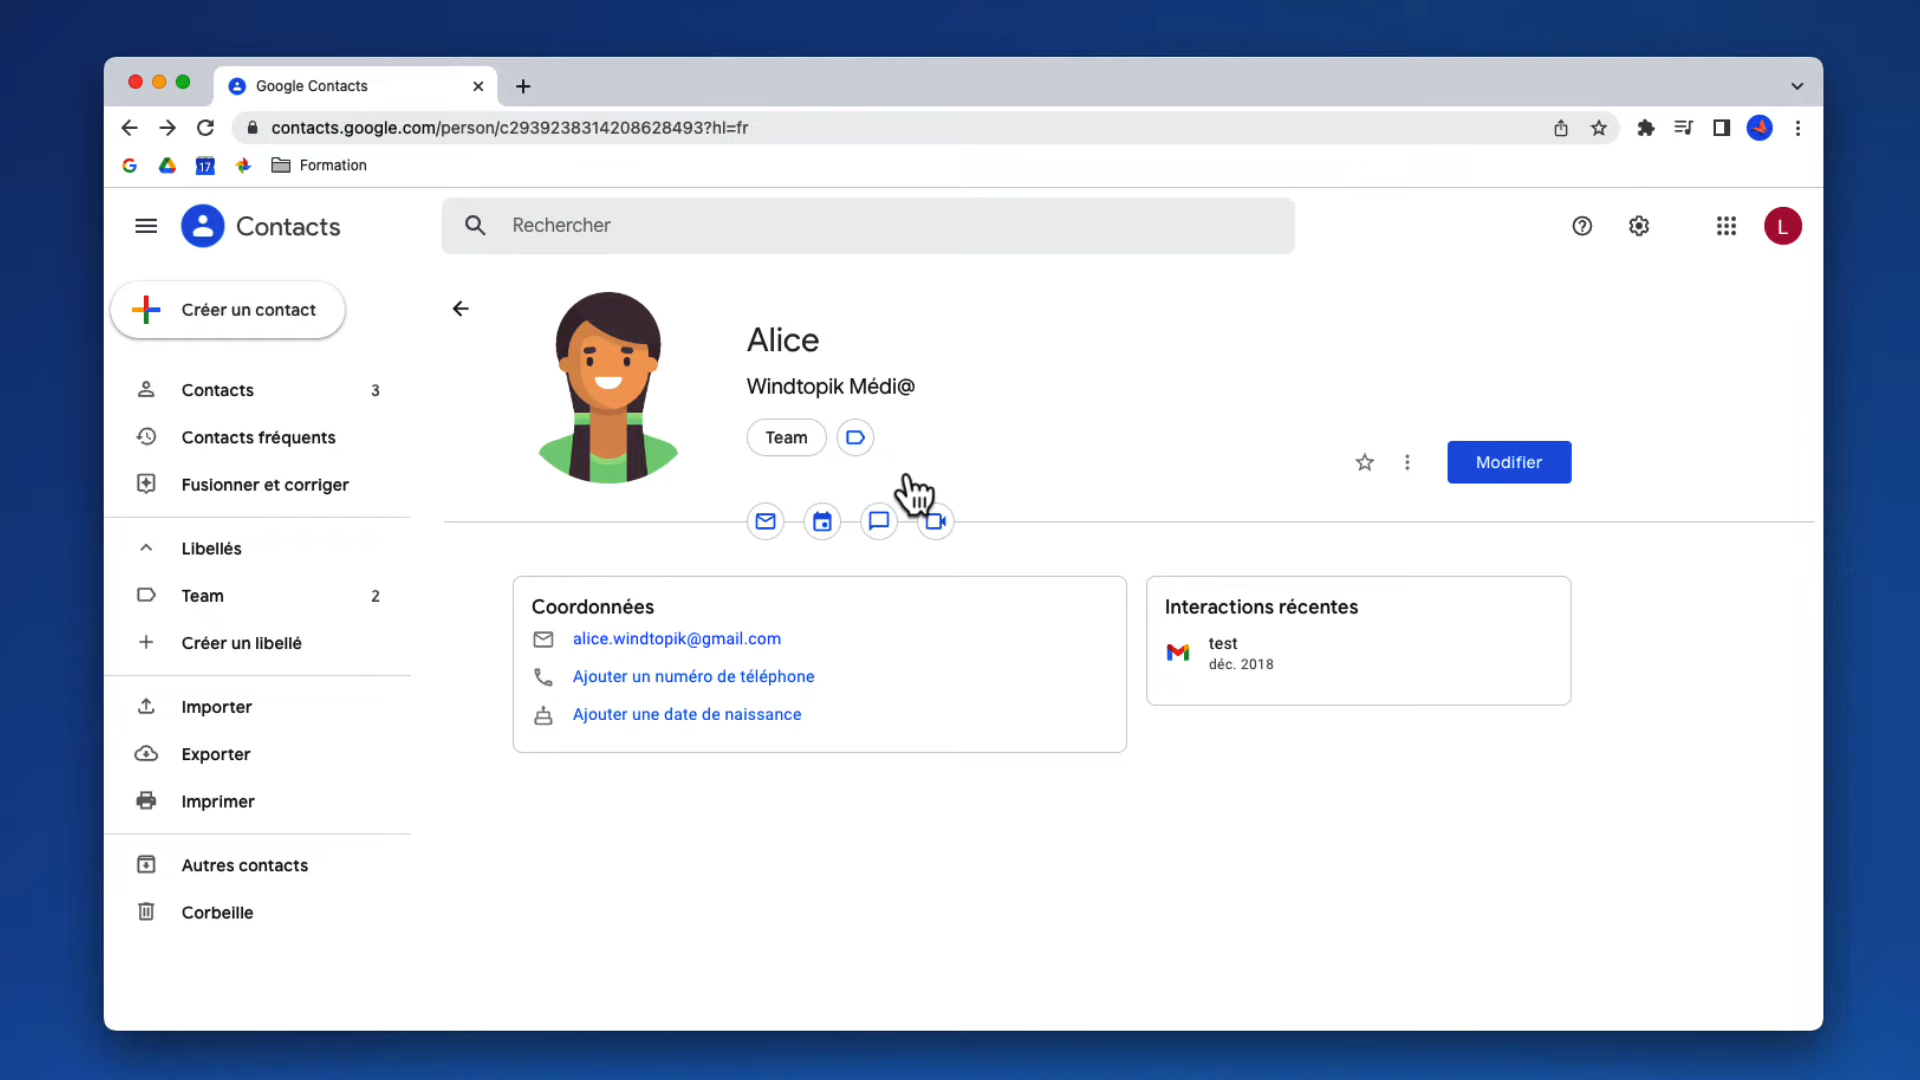 Google Contacts
contacts.google.com/person/c2939238314208628493?hl=fr
17
Formation
Contacts
Rechercher
L
Créer un contact
Contacts 3
Contacts fréquents
Fusionner et corriger
Libellés
Team 2
Créer un libellé
Importer
Exporter
Imprimer
Autres contacts
Corbeille
Alice
Windtopik Médi@
Team
Modifier
Coordonnées
alice.windtopik@gmail.com
Ajouter un numéro de téléphone
Ajouter une date de naissance
Interactions récentes
test
déc. 2018